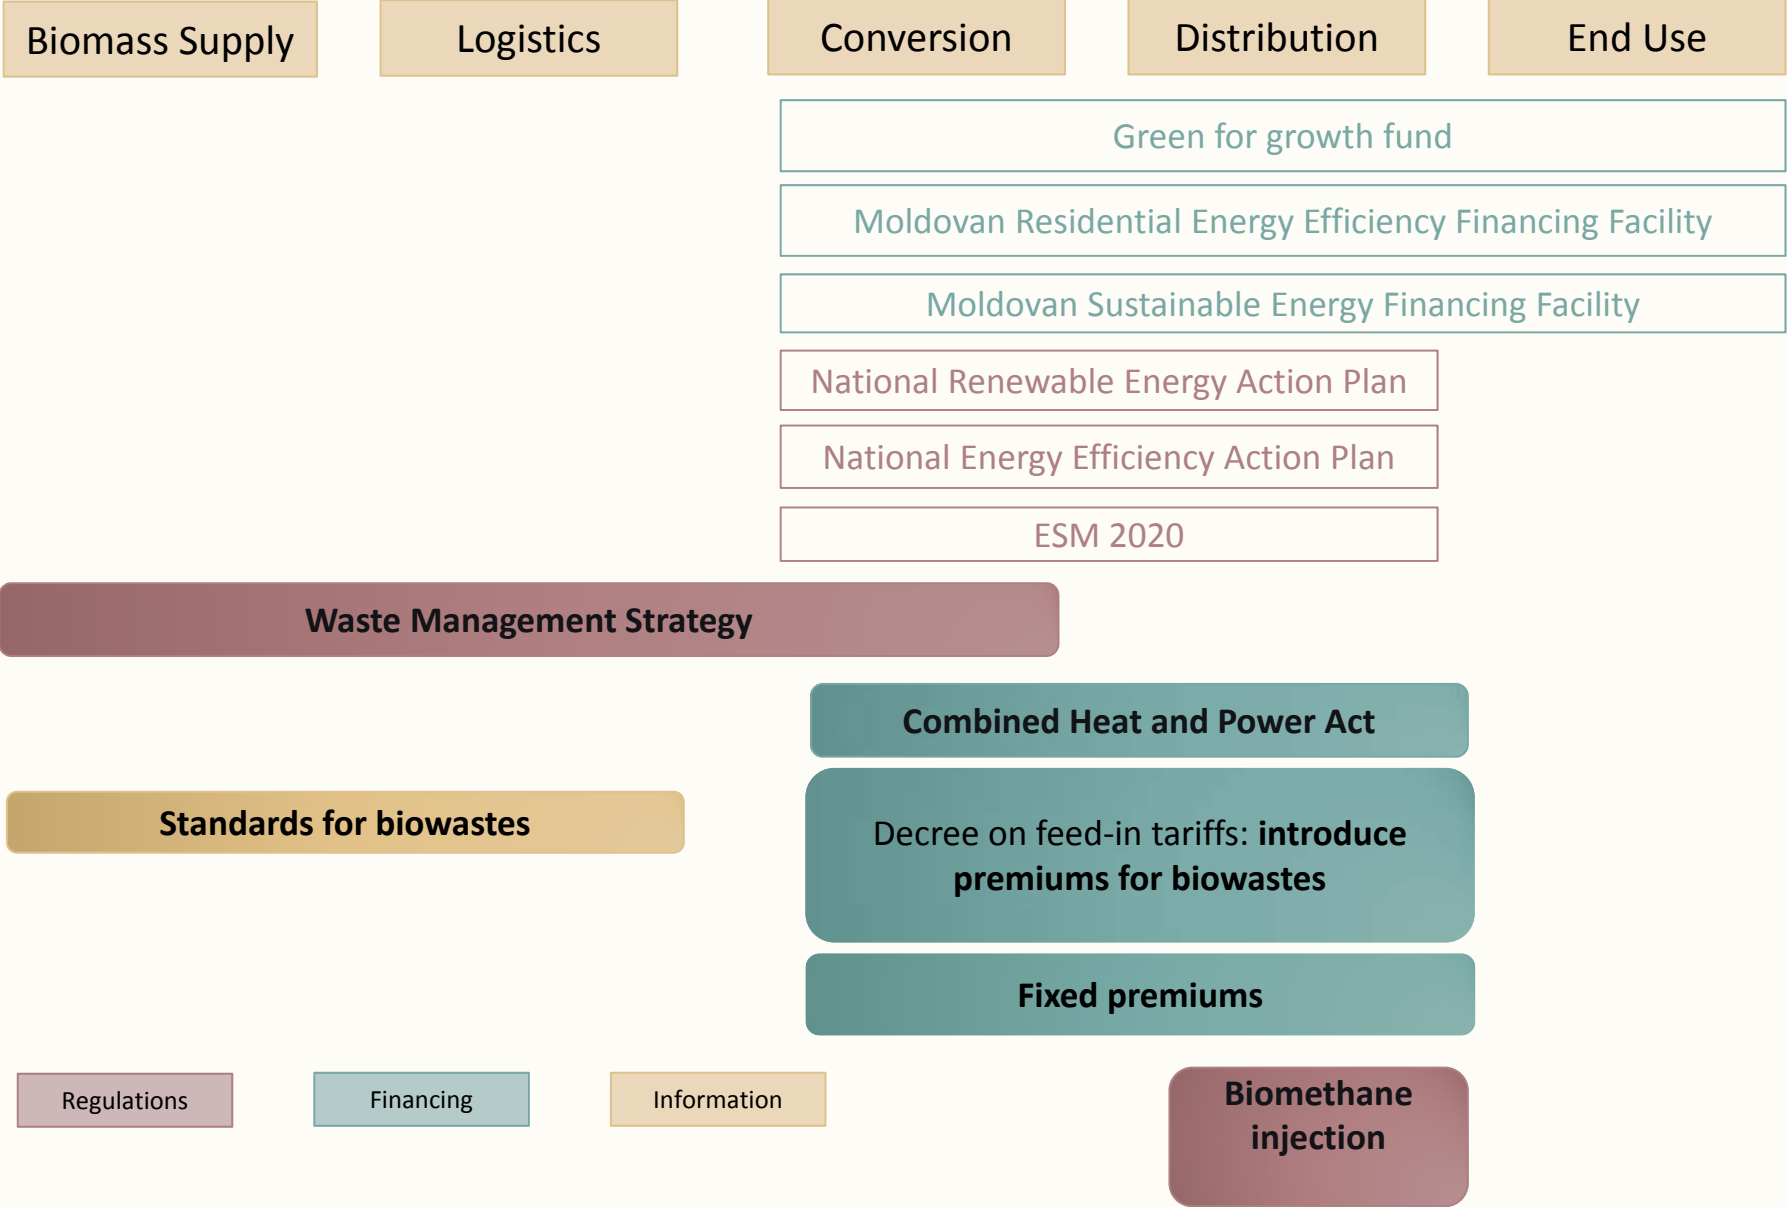 Biomass Supply
Logistics
Conversion
Distribution
End Use
Green for growth fund
Moldovan Residential Energy Efficiency Financing Facility
Moldovan Sustainable Energy Financing Facility
National Renewable Energy Action Plan
National Energy Efficiency Action Plan
ESM 2020
Waste Management Strategy
Combined Heat and Power Act
Standards for biowastes
Decree on feed-in tariffs: introduce
premiums for biowastes
Fixed premiums
Regulations
Financing
Information
Biomethane
injection